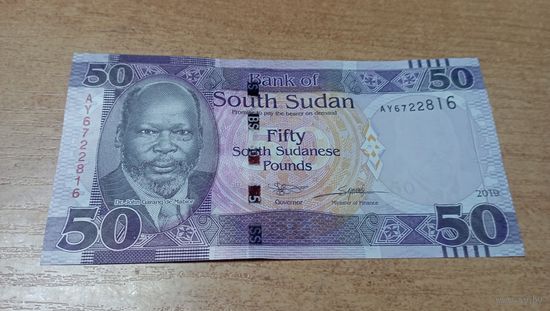 50
Bank of
50
South Sudan
Promise to pay the bearer on demand
AY6722816
AY6722816
Fifty
South Sudanese
Pounds
Governor
Minister of Finance
2019
Dr. John Garang de Mabior
50
50